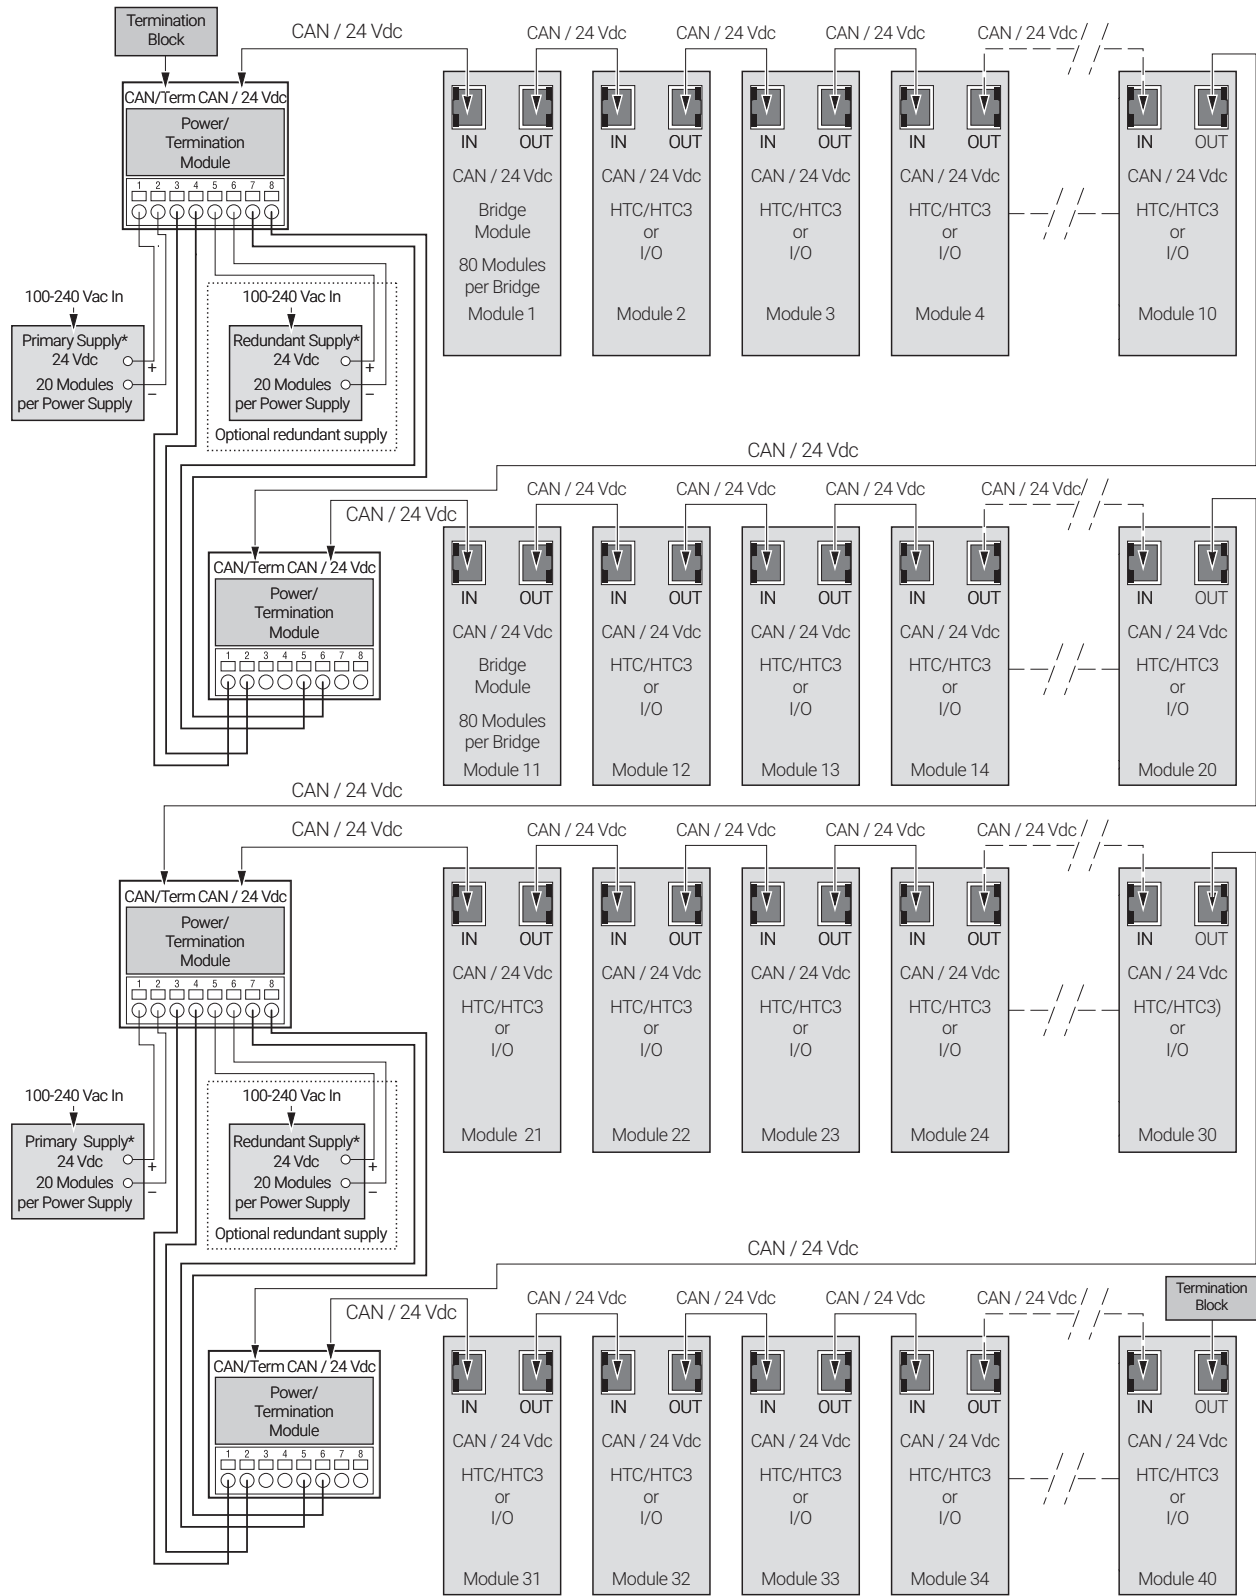 Termination
Block
CAN / 24 Vdc
CAN / 24 Vdc
CAN / 24 Vdc
CAN / 24 Vdc
CAN / 24 Vdc
CAN/Term CAN / 24 Vdc
Power/
Termination
Module
1 2 3 4 5 6 7 8
IN OUT
CAN / 24 Vdc
Bridge
Module
80 Modules
per Bridge
Module 1
IN OUT
CAN / 24 Vdc
HTC/HTC3
or
I/O
Module 2
IN OUT
CAN / 24 Vdc
HTC/HTC3
or
I/O
Module 3
IN OUT
CAN / 24 Vdc
HTC/HTC3
or
I/O
Module 4
IN OUT
CAN / 24 Vdc
HTC/HTC3
or
I/O
Module 10
100-240 Vac In
Primary Supply*
24 Vdc
+
20 Modules
–
per Power Supply
100-240 Vac In
Redundant Supply*
24 Vdc
+
20 Modules
–
per Power Supply
Optional redundant supply
CAN / 24 Vdc
CAN / 24 Vdc
CAN / 24 Vdc
CAN / 24 Vdc
CAN / 24 Vdc
CAN / 24 Vdc
CAN/Term CAN / 24 Vdc
Power/
Termination
Module
1 2 3 4 5 6 7 8
IN OUT
CAN / 24 Vdc
Bridge
Module
80 Modules
per Bridge
Module 11
IN OUT
CAN / 24 Vdc
HTC/HTC3
or
I/O
Module 12
IN OUT
CAN / 24 Vdc
HTC/HTC3
or
I/O
Module 13
IN OUT
CAN / 24 Vdc
HTC/HTC3
or
I/O
Module 14
IN OUT
CAN / 24 Vdc
HTC/HTC3
or
I/O
Module 20
CAN / 24 Vdc
CAN / 24 Vdc
CAN / 24 Vdc
CAN / 24 Vdc
CAN / 24 Vdc
CAN / 24 Vdc
CAN/Term CAN / 24 Vdc
Power/
Termination
Module
1 2 3 4 5 6 7 8
IN OUT
CAN / 24 Vdc
HTC/HTC3
or
I/O
Module 21
IN OUT
CAN / 24 Vdc
HTC/HTC3
or
I/O
Module 22
IN OUT
CAN / 24 Vdc
HTC/HTC3
or
I/O
Module 23
IN OUT
CAN / 24 Vdc
HTC/HTC3
or
I/O
Module 24
IN OUT
CAN / 24 Vdc
HTC/HTC3)
or
I/O
Module 30
100-240 Vac In
Primary Supply*
24 Vdc
+
20 Modules
–
per Power Supply
100-240 Vac In
Redundant Supply*
24 Vdc
+
20 Modules
–
per Power Supply
Optional redundant supply
CAN / 24 Vdc
CAN / 24 Vdc
CAN / 24 Vdc
CAN / 24 Vdc
CAN / 24 Vdc
CAN / 24 Vdc
Termination
Block
CAN/Term CAN / 24 Vdc
Power/
Termination
Module
1 2 3 4 5 6 7 8
IN OUT
CAN / 24 Vdc
HTC/HTC3
or
I/O
Module 31
IN OUT
CAN / 24 Vdc
HTC/HTC3
or
I/O
Module 32
IN OUT
CAN / 24 Vdc
HTC/HTC3
or
I/O
Module 33
IN OUT
CAN / 24 Vdc
HTC/HTC3
or
I/O
Module 34
IN OUT
CAN / 24 Vdc
HTC/HTC3
or
I/O
Module 40